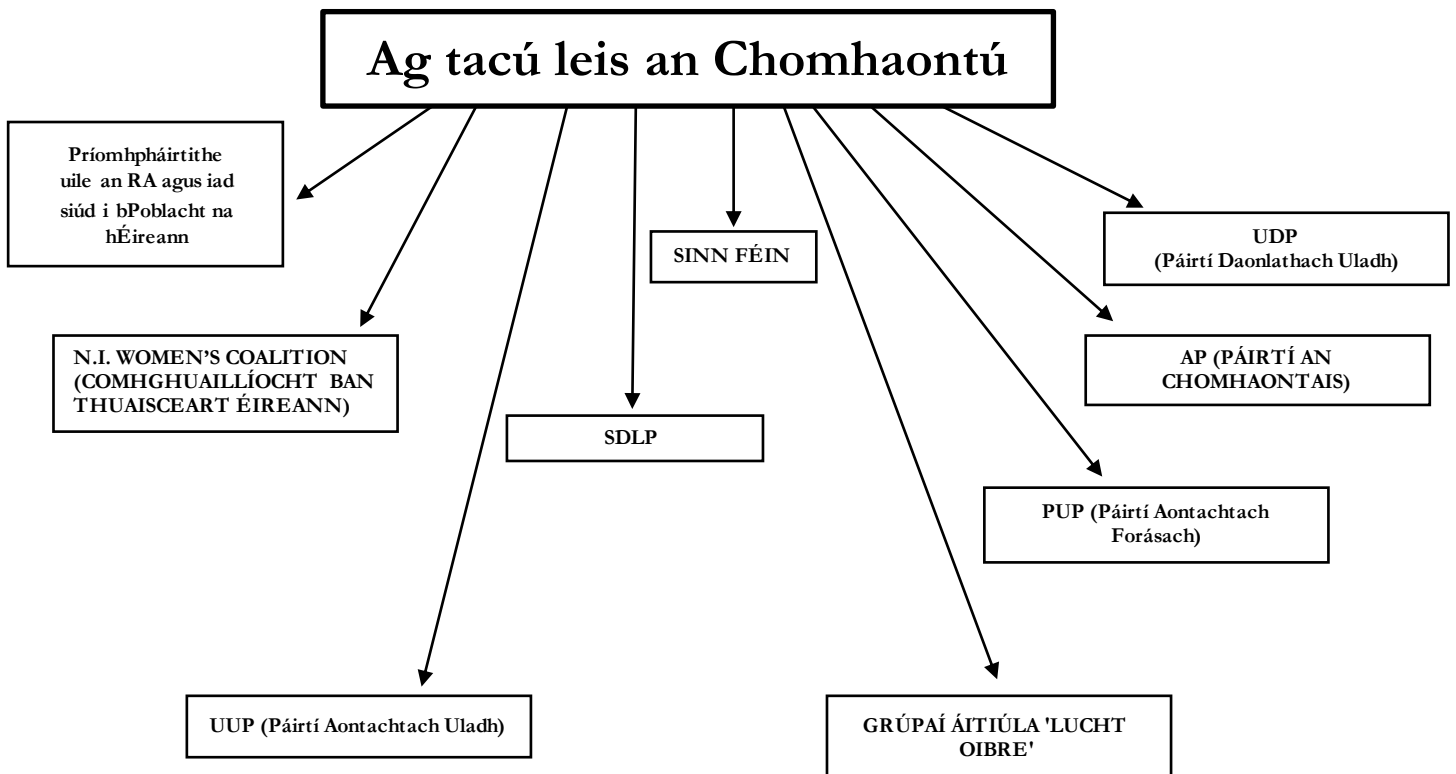 Ag tacú leis an Chomhaontú
Príomhpháirtithe
uile an RA agus iad
siúd i bPoblacht na
hÉireann
SINN FÉIN
UDP
(Páirtí Daonlathach Uladh)
N.I. WOMEN'S COALITION
(COMHGHUAILLÍOCHT BAN
THUAISCEART ÉIREANN)
AP (PÁIRTÍ AN
CHOMHAONTAIS)
SDLP
PUP (Páirtí Aontachtach
Forásach)
UUP (Páirtí Aontachtach Uladh)
GRÚPAÍ ÁITIÚLA 'LUCHT
OIBRE'